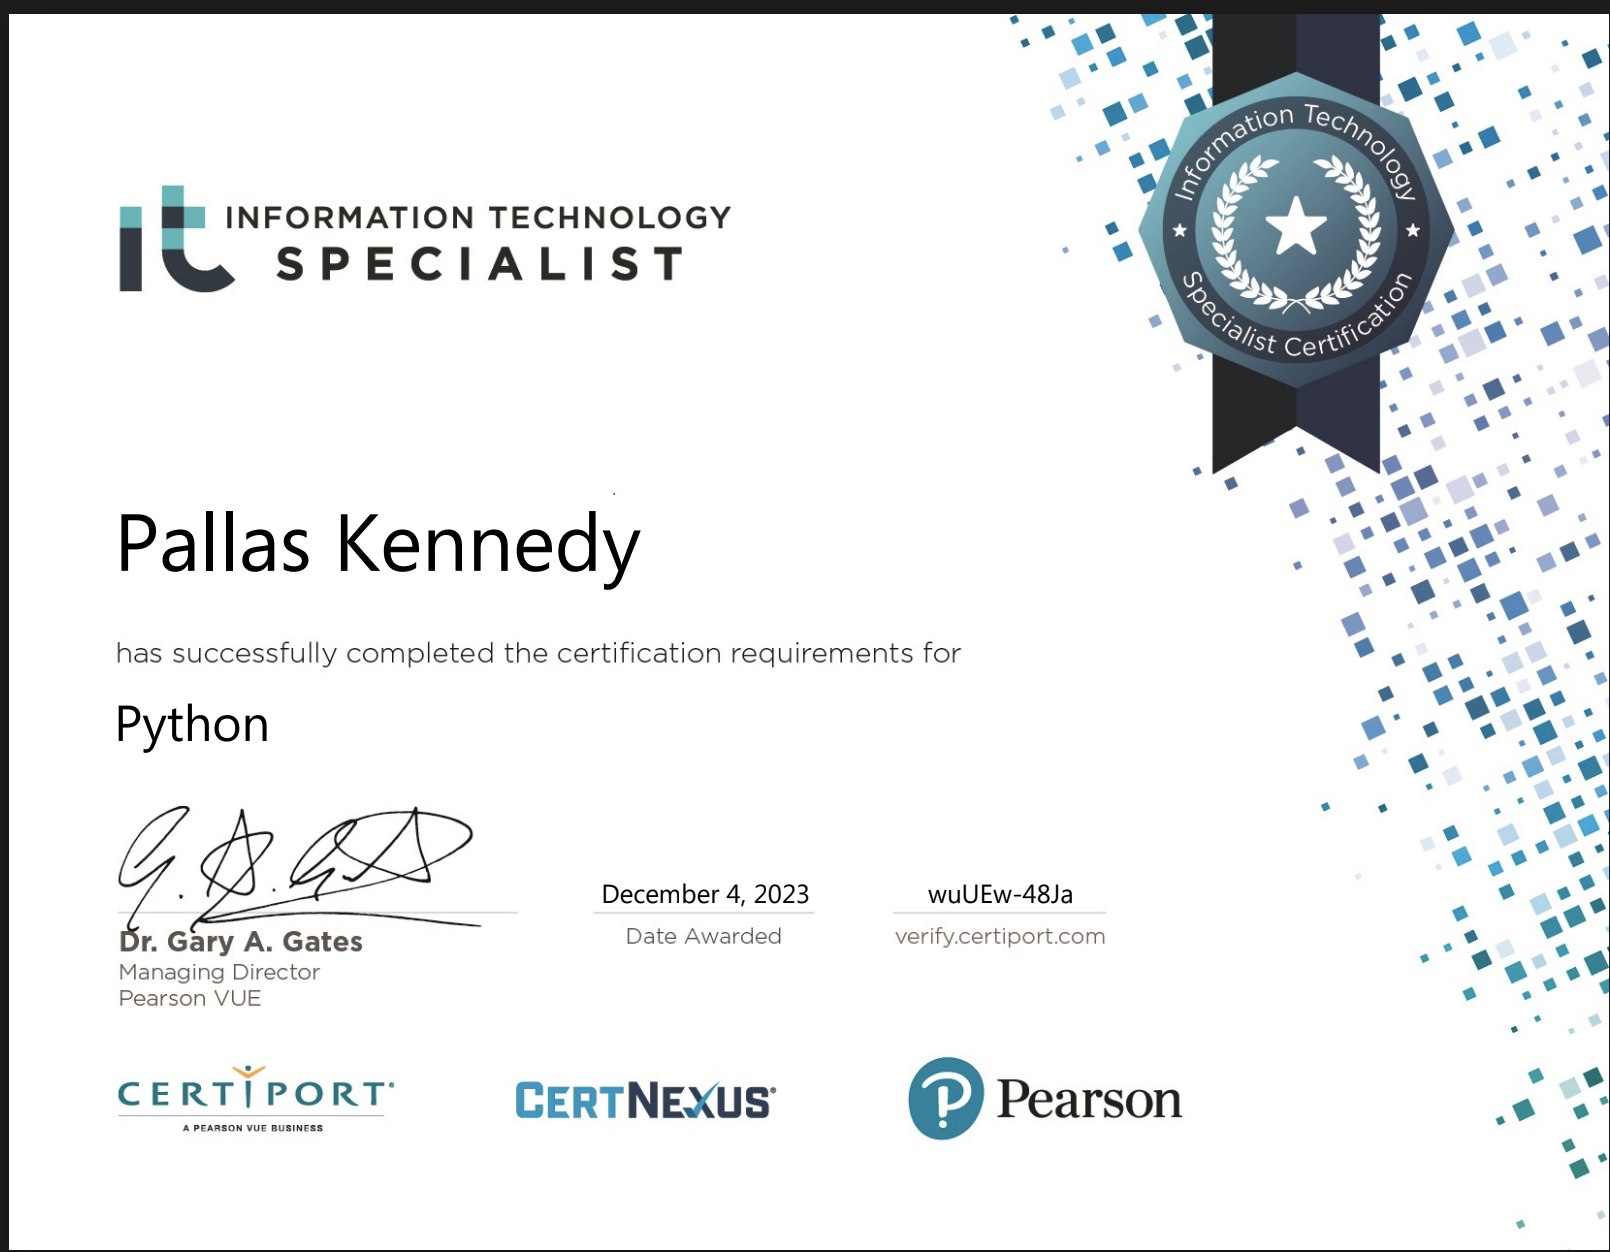 it INFORMATION TECHNOLOGY
SPECIALIST
Information Technology
Specialist Certification
Pallas Kennedy
has successfully completed the certification requirements for
Python
December 4, 2023
wuUEw-48Ja
Dr. Gary A. Gates
Date Awarded
verify.certiport.com
Managing Director
Pearson VUE
CERTIPORT
A PEARSON VUE BUSINESS
CERTNEXUS®
P Pearson